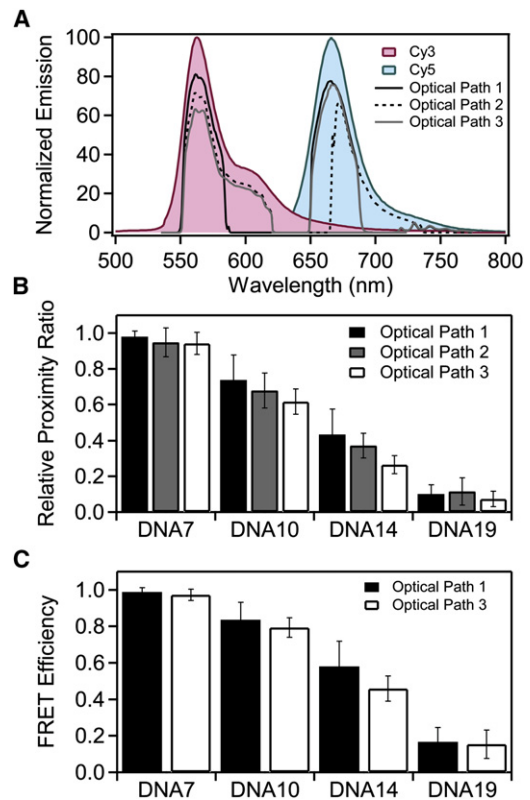 A
Normalized Emission
100
80
60
40
20
0
Cy3
Cy5
Optical Path 1
Optical Path 2
Optical Path 3
500 550 600 650 700 750 800
Wavelength (nm)
B
Relative Proximity Ratio
1.0
0.8
0.6
0.4
0.2
0.0
Optical Path 1
Optical Path 2
Optical Path 3
DNA7 DNA10 DNA14 DNA19
C
FRET Efficiency
1.0
0.8
0.6
0.4
0.2
0.0
Optical Path 1
Optical Path 3
DNA7 DNA10 DNA14 DNA19